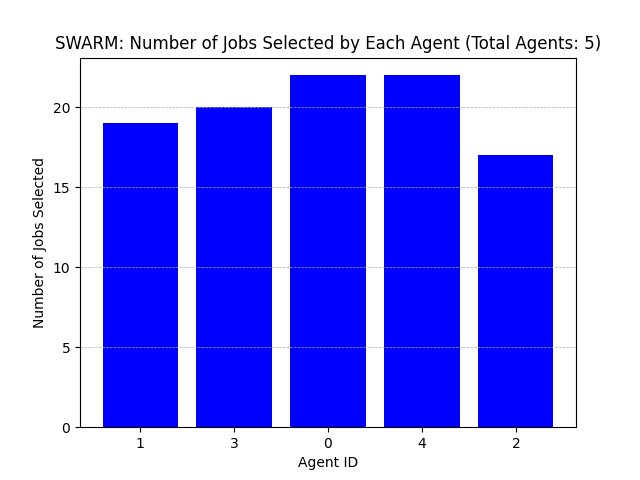 SWARM: Number of Jobs Selected by Each Agent (Total Agents: 5)
Number of Jobs Selected
20
15
10
5
0
1 3 0 4 2
Agent ID